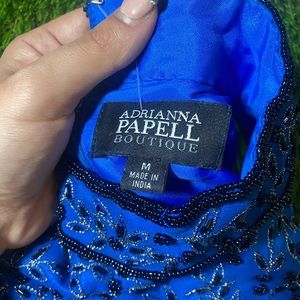 ADRIANNA
PAPELL
BOUTIQUE
M
MADE IN
INDIA